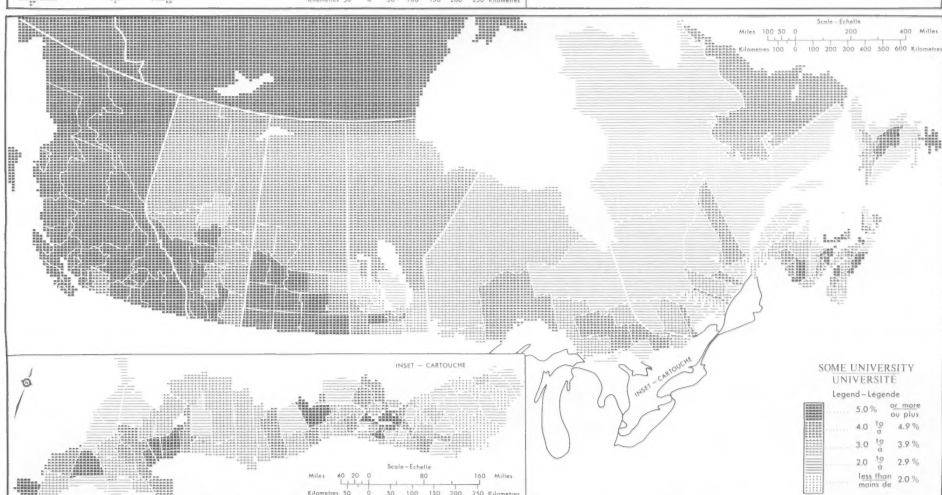 Kilometres 50 0 50 100 150 200 250 Kilometres
Scale – Echelle
Miles 100 50 0 200 400 Milles
Kilometres 100 0 100 200 300 400 500 600 Kilometres
INSET – CARTOUCHE
INSET – CARTOUCHE
Scale – Echelle
Miles 40 20 0 80 160 Milles
Kilometres 50 0 50 100 150 200 250 Kilometres
SOME UNIVERSITY
UNIVERSITÉ
Legend – Légende
5.0 % or more ou plus
4.0 to à 4.9 %
3.0 to à 3.9 %
2.0 to à 2.9 %
less than moins de 2.0 %